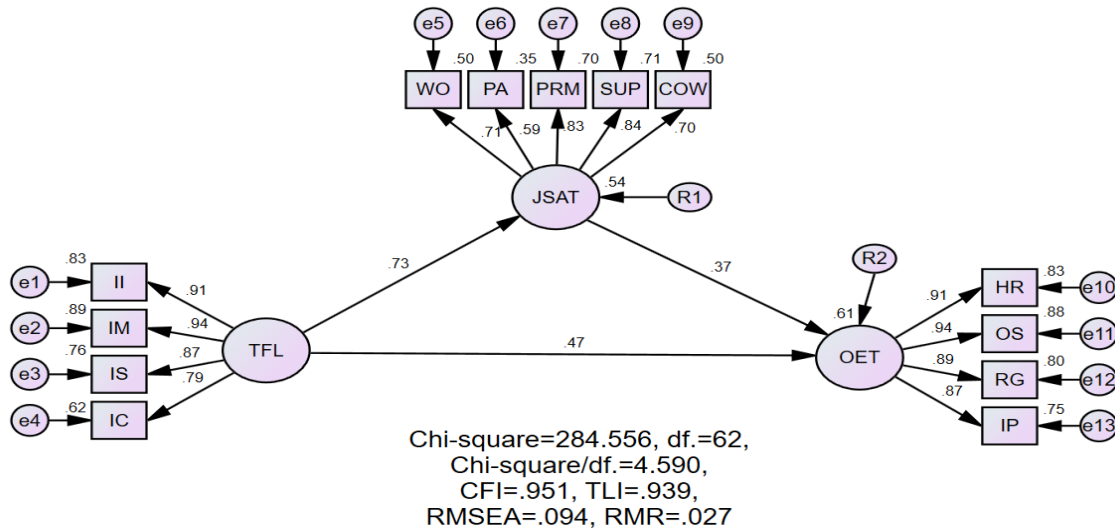 e5 e6 e7 e8 e9
.50 .35 .70 .71 .50
WO PA PRM SUP COW
.71 .59 .83 .84 .70
JSAT .54 R1
.73 .37
R2
.83 .91 .83
e1 II HR e10
.89 .94 .61 .94 .88
e2 IM OS e11
.76 .87 TFL .47 OET .89 .80
e3 IS RG e12
.62 .79 .87 .75
e4 IC IP e13
Chi-square=284.556, df.=62,
Chi-square/df.=4.590,
CFI=.951, TLI=.939,
RMSEA=.094, RMR=.027